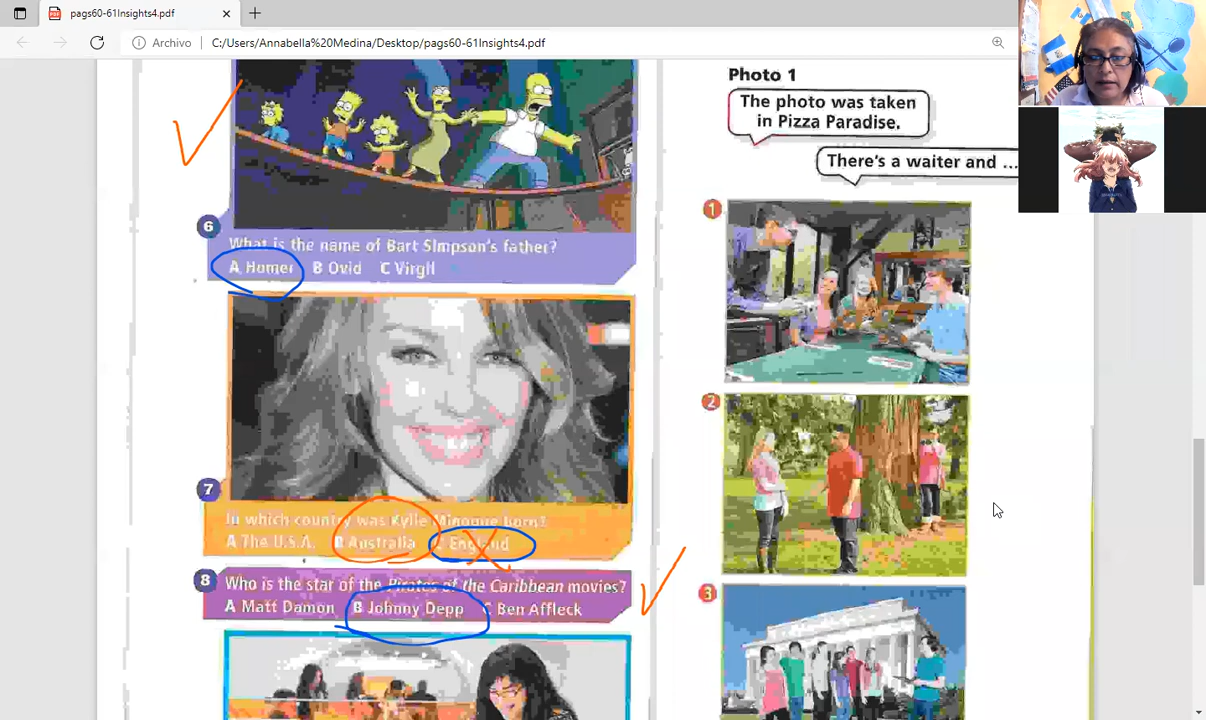 pags60-61Insights4.pdf
Archivo
C:/Users/Annabella%20Medina/Desktop/pags60-61Insights4.pdf
6
What is the name of Bart Simpson's father?
A Homer B Ovid C Virgil
7
In which country was Kylie Minogue born?
A The U.S.A. B Australia C England
8
Who is the star of the Pirates of the Caribbean movies?
A Matt Damon B Johnny Depp C Ben Affleck
Photo 1
The photo was taken
in Pizza Paradise.
There's a waiter and ...
1
2
3